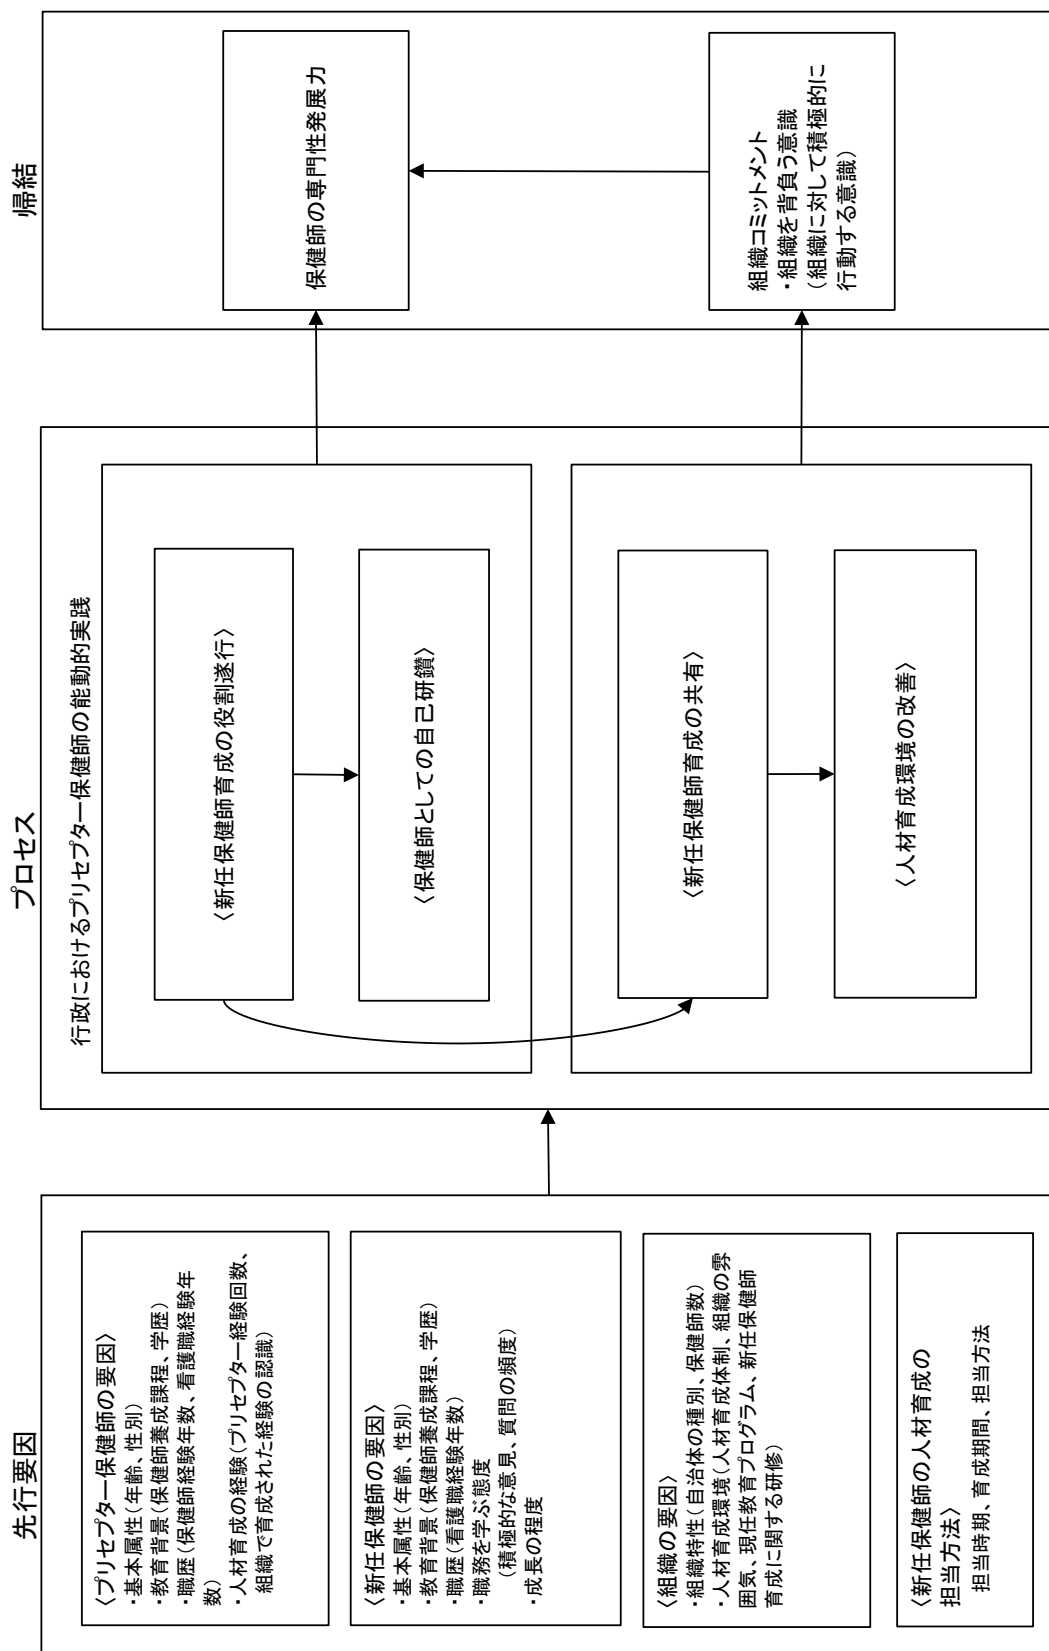 先行要因
〈プリセプター保健師の要因〉
・基本属性（年齢、性別）
・教育背景（保健師養成課程、学歴）
・職歴（保健師経験年数、看護職経験年
数）
・人材育成の経験（プリセプター経験回数、
組織で育成された経験の認識）
〈新任保健師の要因〉
・基本属性（年齢、性別）
・教育背景（保健師養成課程、学歴）
・職歴（看護職経験年数）
・職務を学ぶ態度
（積極的な意見、質問の頻度）
・成長の程度
〈組織の要因〉
・組織特性（自治体の種別、保健師数）
・人材育成環境（人材育成体制、組織の雰
囲気、現任教育プログラム、新任保健師
育成に関する研修）
〈新任保健師の人材育成の
担当方法〉
担当時期、育成期間、担当方法
プロセス
行政におけるプリセプター保健師の能動的実践
〈新任保健師育成の役割遂行〉
〈保健師としての自己研鑽〉
〈新任保健師育成の共有〉
〈人材育成環境の改善〉
帰結
保健師の専門性発展力
組織コミットメント
・組織を背負う意識
（組織に対して積極的に
行動する意識）